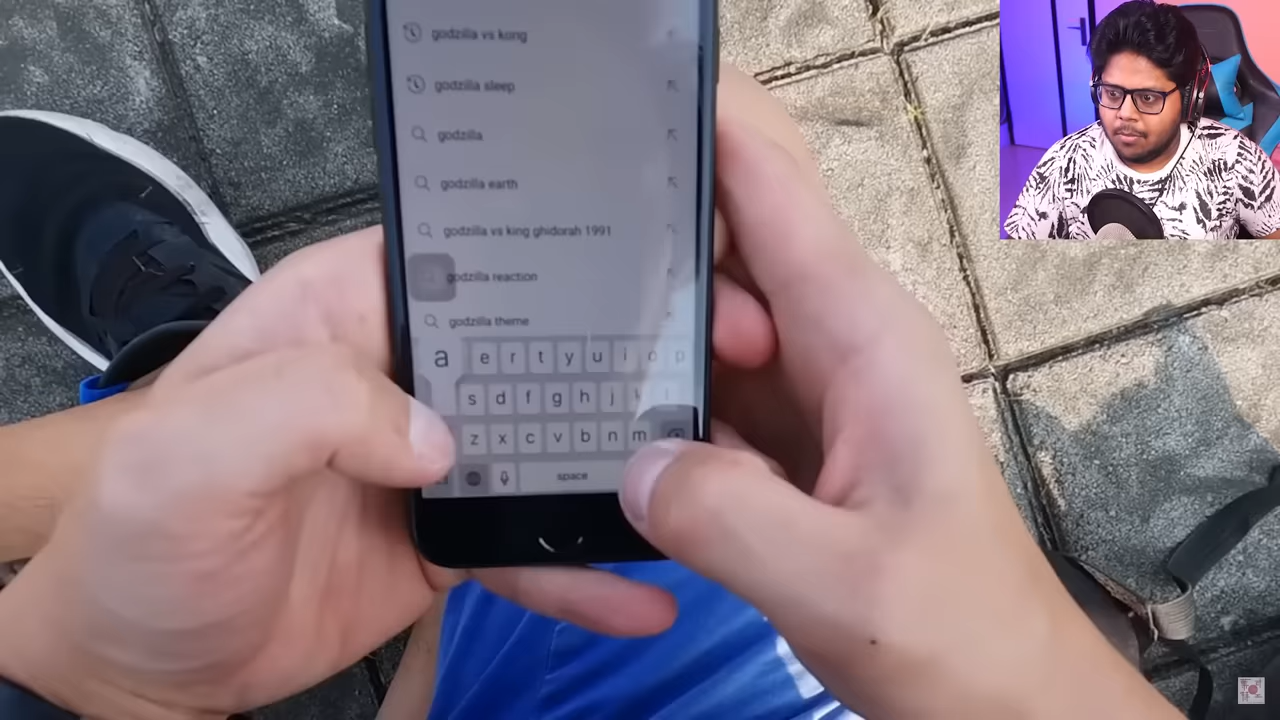 godzilla vs kong
godzilla sleep
godzilla
godzilla earth
godzilla vs king ghidorah 1991
godzilla reaction
godzilla theme
a e r t y u i o p
s d f g h j k l
z x c v b n m
space